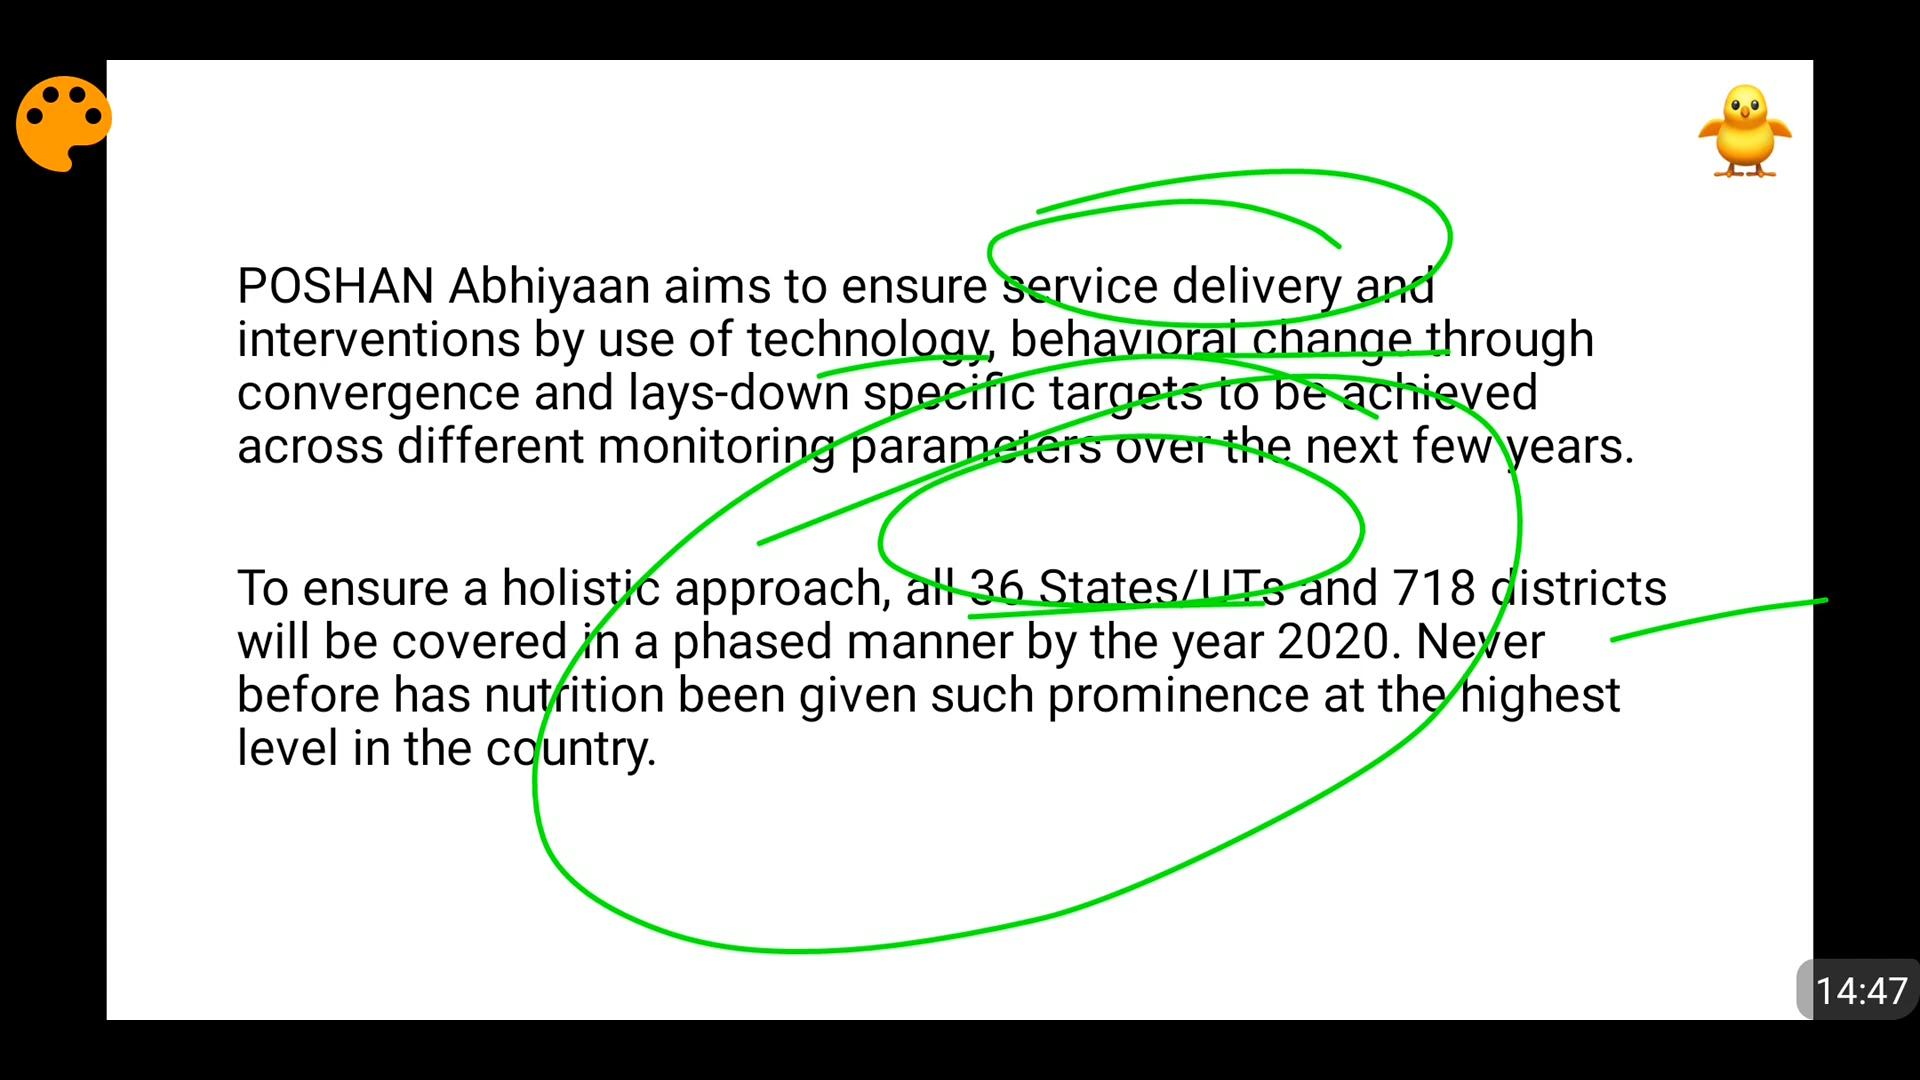 POSHAN Abhiyaan aims to ensure service delivery and
interventions by use of technology, behavioral change through
convergence and lays-down specific targets to be achieved
across different monitoring parameters over the next few years.
To ensure a holistic approach, all 36 States/UTs and 718 districts
will be covered in a phased manner by the year 2020. Never
before has nutrition been given such prominence at the highest
level in the country.
14:47